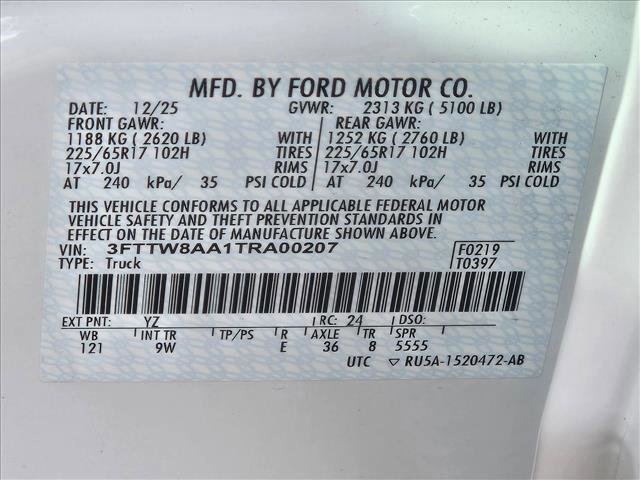 MFD. BY FORD MOTOR CO.
DATE: 12/25 GVWR: 2313 KG ( 5100 LB)
FRONT GAWR: REAR GAWR:
1188 KG ( 2620 LB) WITH 1252 KG ( 2760 LB) WITH
225/65R17 102H TIRES 225/65R17 102H TIRES
17x7.0J RIMS 17x7.0J RIMS
AT 240 kPa/ 35 PSI COLD AT 240 kPa/ 35 PSI COLD
THIS VEHICLE CONFORMS TO ALL APPLICABLE FEDERAL MOTOR
VEHICLE SAFETY AND THEFT PREVENTION STANDARDS IN
EFFECT ON THE DATE OF MANUFACTURE SHOWN ABOVE.
VIN: 3FTTW8AA1TRA00207 F0219
TYPE: Truck T0397
EXT PNT: YZ RC: 24 DSO:
WB INT TR TP/PS R AXLE TR SPR
121 9W E 36 8 5555
UTC ▽ RU5A-1520472-AB